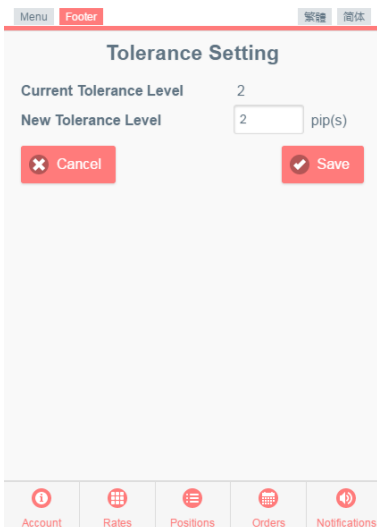 Menu Footer 繁體 简体
Tolerance Setting
Current Tolerance Level 2
New Tolerance Level 2 pip(s)
Cancel Save
Account Rates Positions Orders Notifications